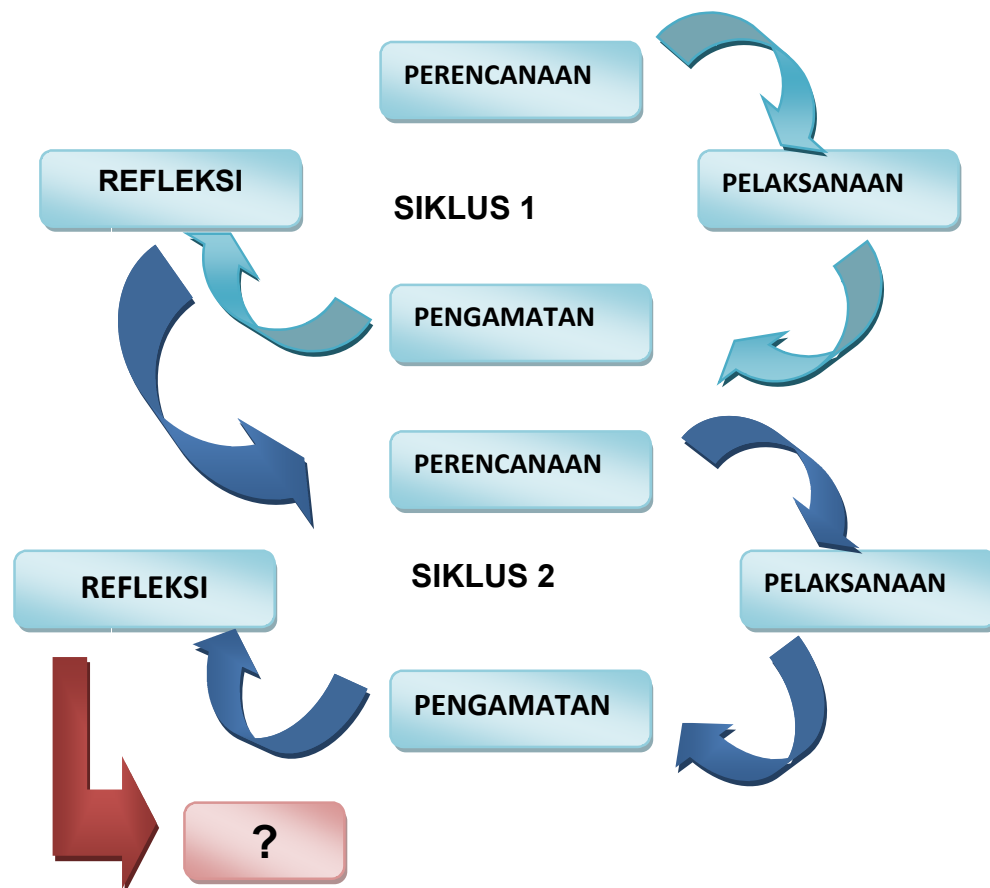 PERENCANAAN
REFLEKSI
PELAKSANAAN
SIKLUS 1
PENGAMATAN
PERENCANAAN
REFLEKSI
SIKLUS 2
PELAKSANAAN
PENGAMATAN
?